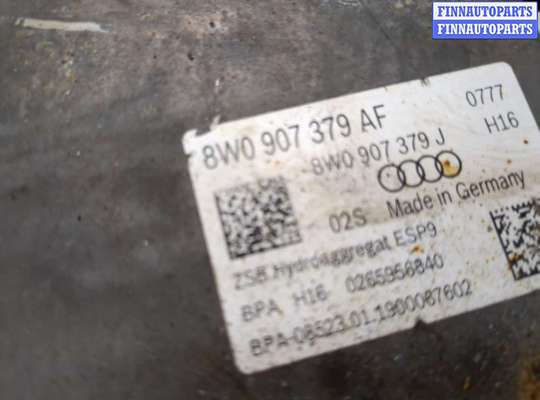 FINNAUTOPARTS
FINNAUTOPARTS
8W0 907 379 AF 0777
8W0 907 379 J H16
02S Made in Germany
ZSB Hydroaggregat ESP9
BPA H16 0265956840
BPA-08523.01.1900087602